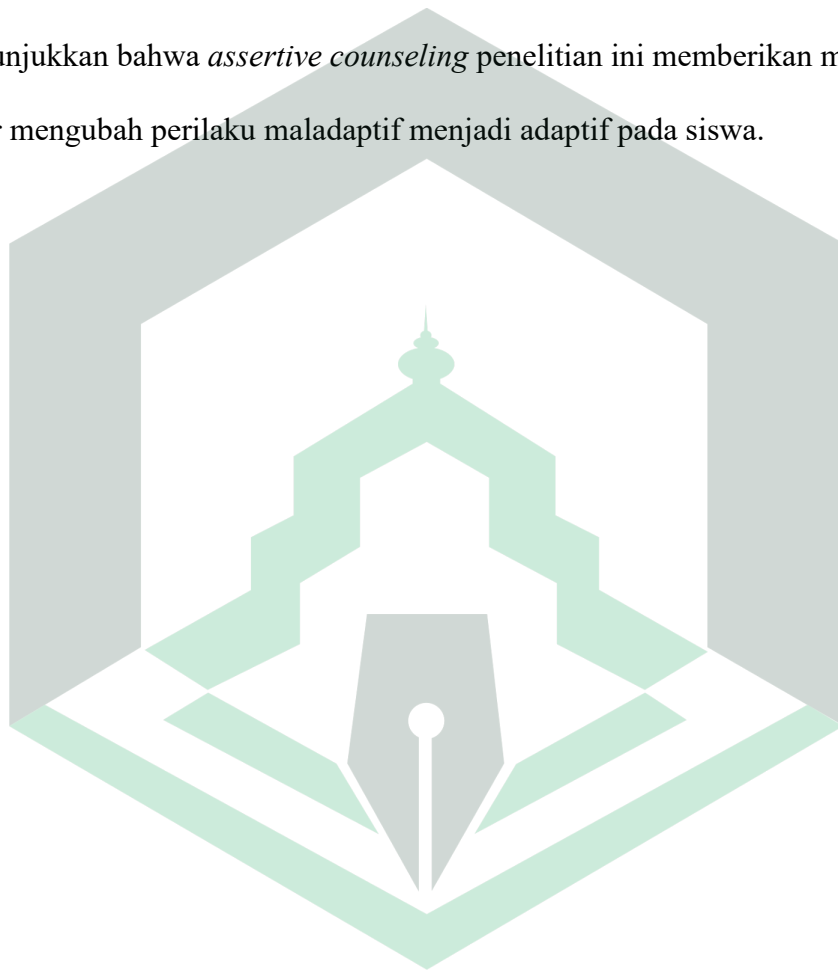 unjukkan bahwa assertive counseling penelitian ini memberikan m
mengubah perilaku maladaptif menjadi adaptif pada siswa.